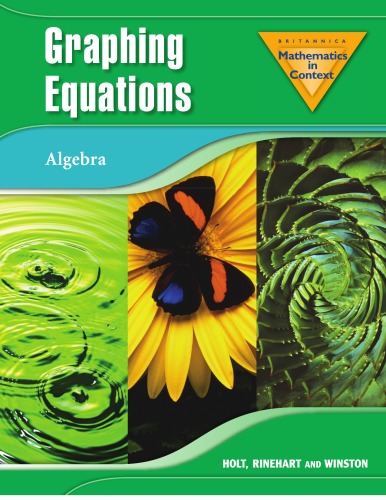 Graphing
Equations
BRITANNICA
Mathematics
in
Context
Algebra
HOLT, RINEHART AND WINSTON